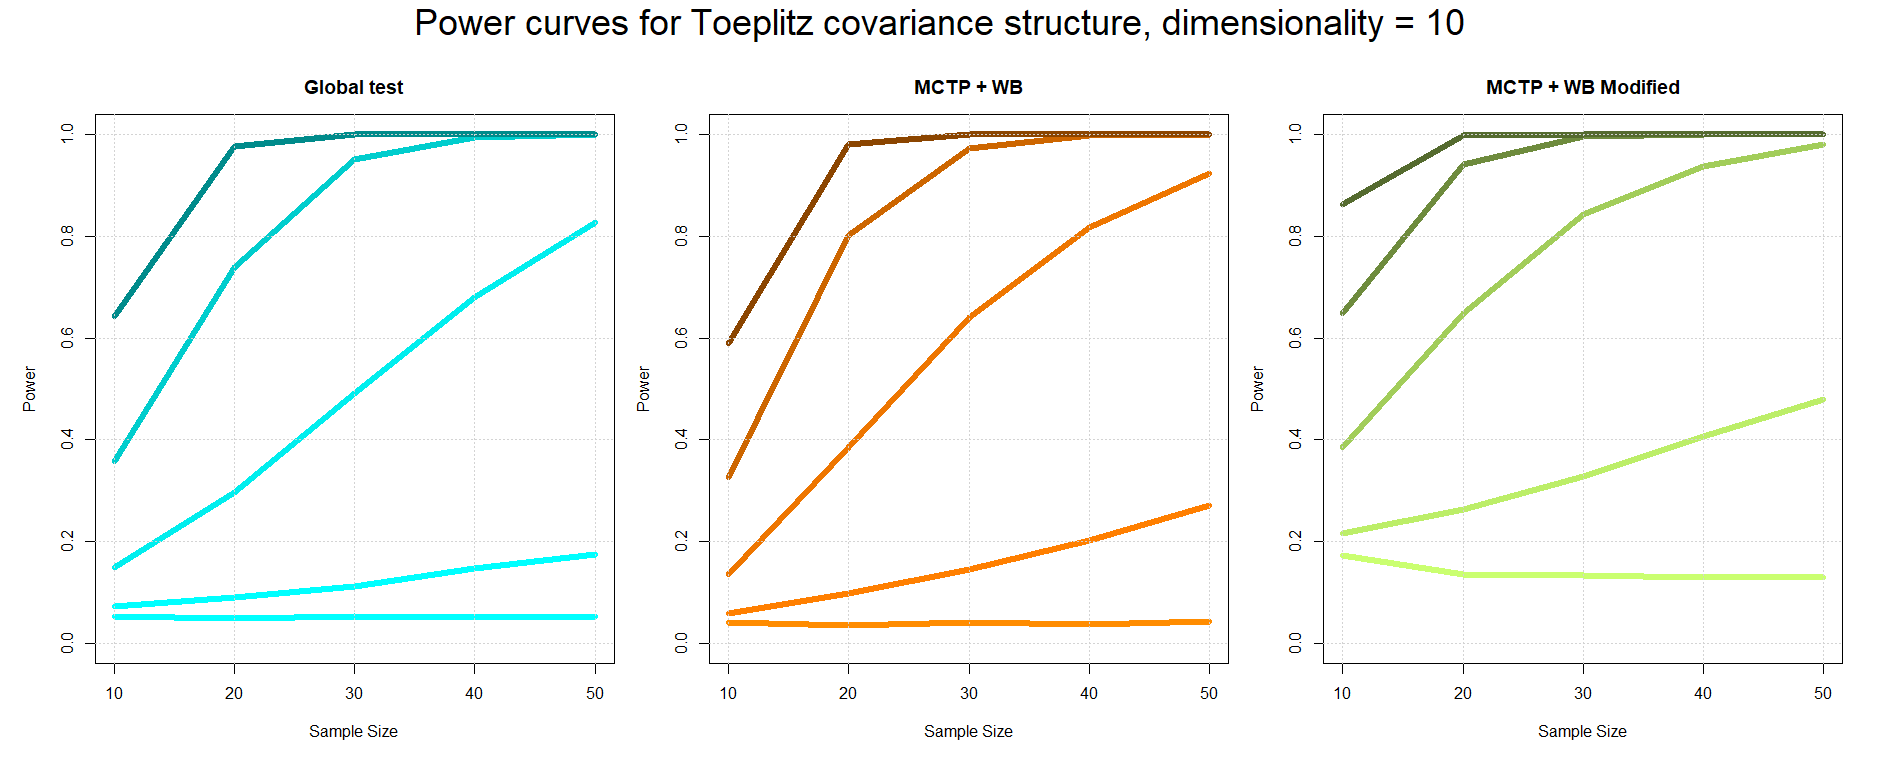 Power curves for Toeplitz covariance structure, dimensionality = 10
Global test
1.0
0.8
0.6
0.4
0.2
0.0
Power
10 20 30 40 50
Sample Size
MCTP + WB
1.0
0.8
0.6
0.4
0.2
0.0
Power
10 20 30 40 50
Sample Size
MCTP + WB Modified
1.0
0.8
0.6
0.4
0.2
0.0
Power
10 20 30 40 50
Sample Size